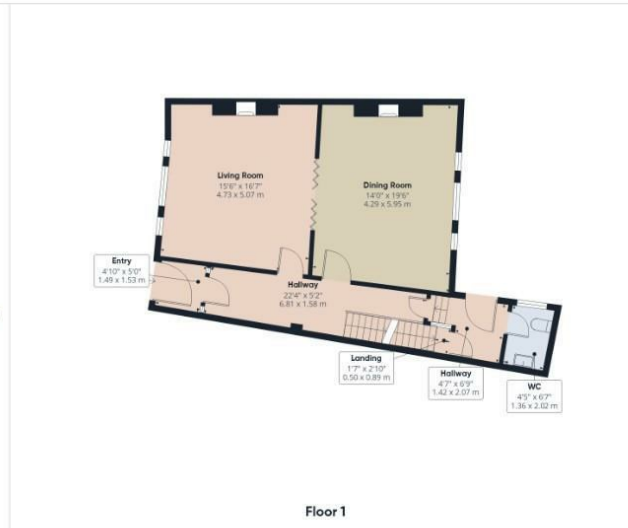 Living Room
15'6" x 16'7"
4.73 x 5.07 m
Dining Room
14'0" x 19'6"
4.29 x 5.95 m
Entry
4'10" x 5'0"
1.49 x 1.53 m
Hallway
22'4" x 5'2"
6.81 x 1.58 m
Landing
1'7" x 2'10"
0.50 x 0.89 m
Hallway
4'7" x 6'9"
1.42 x 2.07 m
WC
4'5" x 6'7"
1.36 x 2.02 m
Floor 1